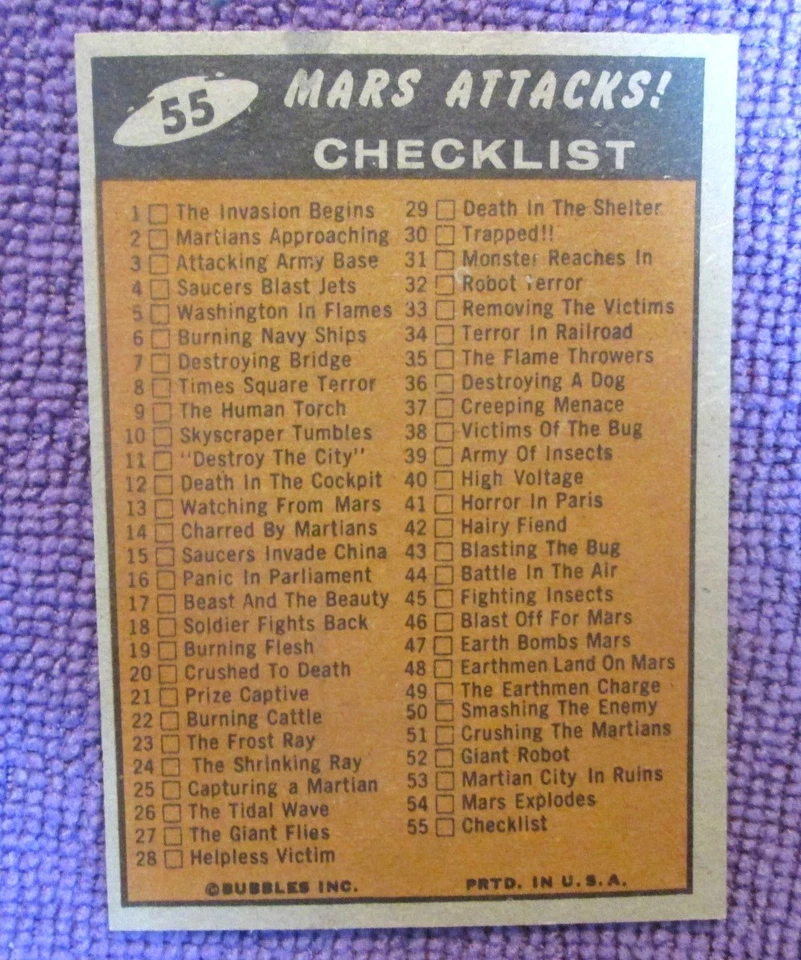 55
MARS ATTACKS!
CHECKLIST
1 The Invasion Begins
2 Martians Approaching
3 Attacking Army Base
4 Saucers Blast Jets
5 Washington In Flames
6 Burning Navy Ships
7 Destroying Bridge
8 Times Square Terror
9 The Human Torch
10 Skyscraper Tumbles
11 "Destroy The City"
12 Death In The Cockpit
13 Watching From Mars
14 Charred By Martians
15 Saucers Invade China
16 Panic In Parliament
17 Beast And The Beauty
18 Soldier Fights Back
19 Burning Flesh
20 Crushed To Death
21 Prize Captive
22 Burning Cattle
23 The Frost Ray
24 The Shrinking Ray
25 Capturing a Martian
26 The Tidal Wave
27 The Giant Flies
28 Helpless Victim
29 Death In The Shelter
30 Trapped!!
31 Monster Reaches In
32 Robot Terror
33 Removing The Victims
34 Terror In Railroad
35 The Flame Throwers
36 Destroying A Dog
37 Creeping Menace
38 Victims Of The Bug
39 Army Of Insects
40 High Voltage
41 Horror In Paris
42 Hairy Fiend
43 Blasting The Bug
44 Battle In The Air
45 Fighting Insects
46 Blast Off For Mars
47 Earth Bombs Mars
48 Earthmen Land On Mars
49 The Earthmen Charge
50 Smashing The Enemy
51 Crushing The Martians
52 Giant Robot
53 Martian City In Ruins
54 Mars Explodes
55 Checklist
©BUBBLES INC.
PRTD. IN U.S.A.